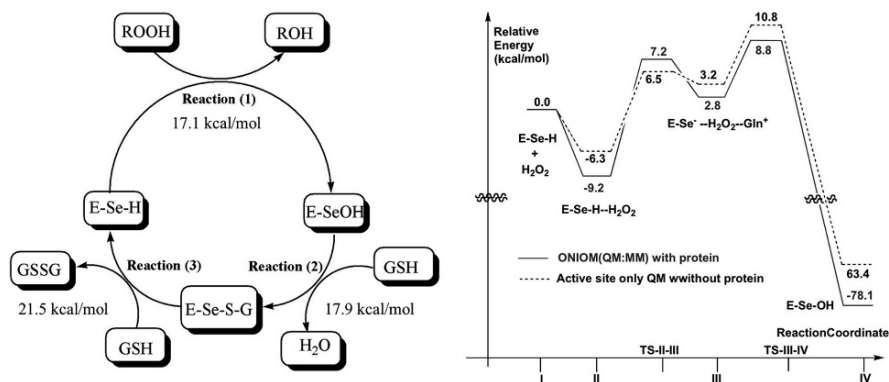 ROOH
ROH
Reaction (1)
17.1 kcal/mol
E-Se-H
E-SeOH
GSSG
Reaction (3)
Reaction (2)
GSH
21.5 kcal/mol
E-Se-S-G
17.9 kcal/mol
GSH
H₂O
Relative
Energy
(kcal/mol)
10.8
7.2
8.8
6.5
3.2
2.8
0.0
E-Se⁻ --H₂O₂--Gln⁺
E-Se-H
+
H₂O₂
-6.3
-9.2
E-Se-H--H₂O₂
ONIOM(QM:MM) with protein
Active site only QM wwithout protein
63.4
-78.1
E-Se-OH
ReactionCoordinate
TS-II-III
TS-III-IV
I
II
III
IV